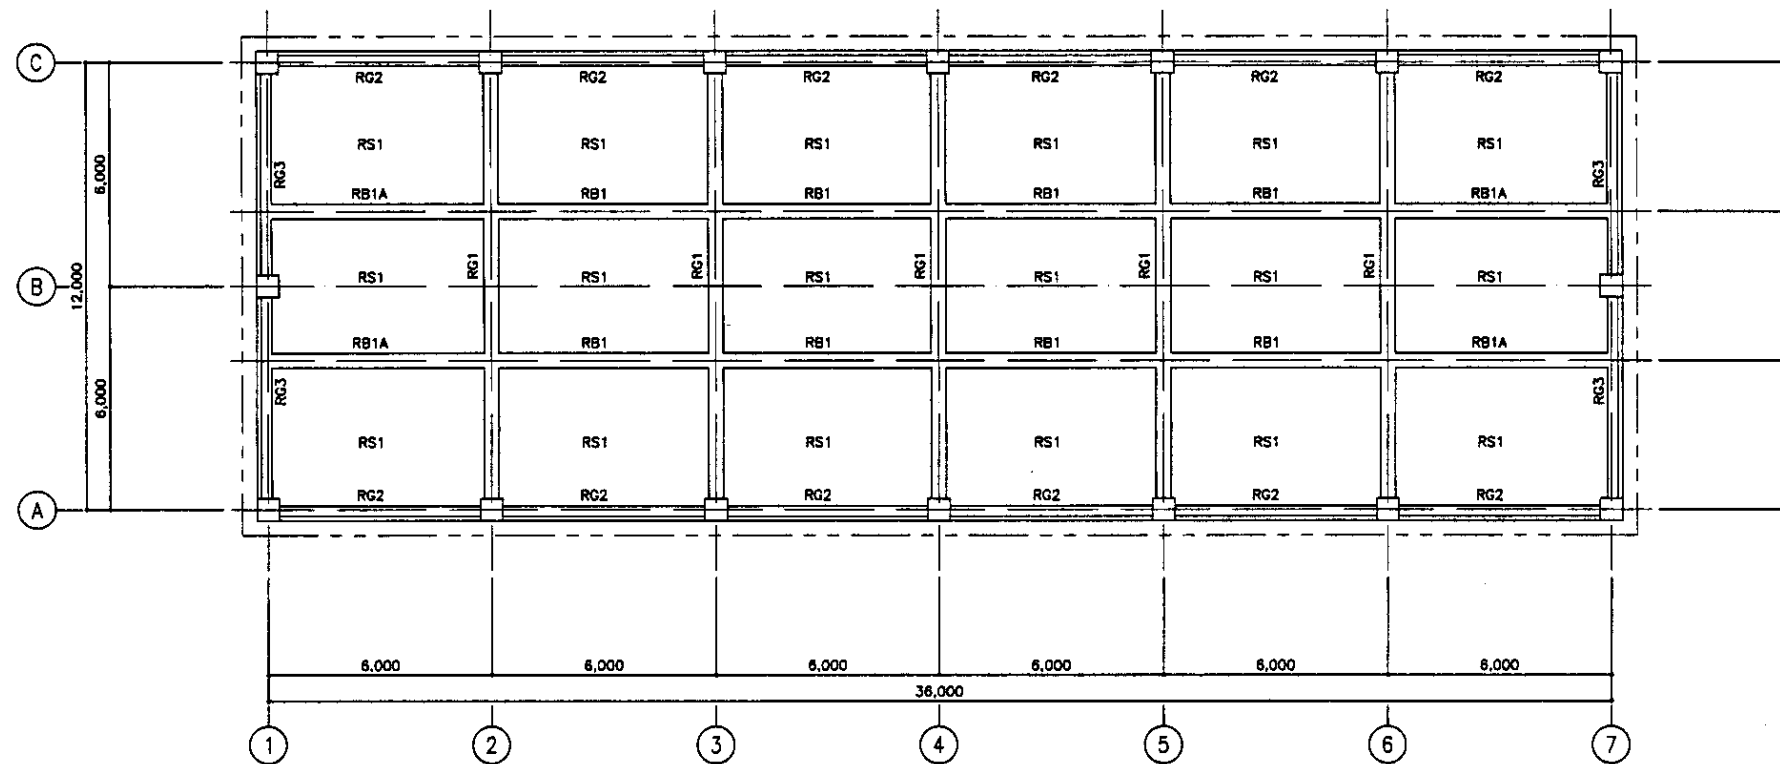 C
RG2 RG2 RG2 RG2 RG2 RG2
RS1 RS1 RS1 RS1 RS1 RS1
6,000
RG3 RG3
RB1A RB1 RB1 RB1 RB1 RB1A
RG1 RG1 RG1 RG1 RG1
RS1 RS1 RS1 RS1 RS1 RS1
B
12,000
RB1A RB1 RB1 RB1 RB1 RB1A
RG3 RG3
6,000
RS1 RS1 RS1 RS1 RS1 RS1
RG2 RG2 RG2 RG2 RG2 RG2
A
6,000 6,000 6,000 6,000 6,000 6,000
36,000
1 2 3 4 5 6 7